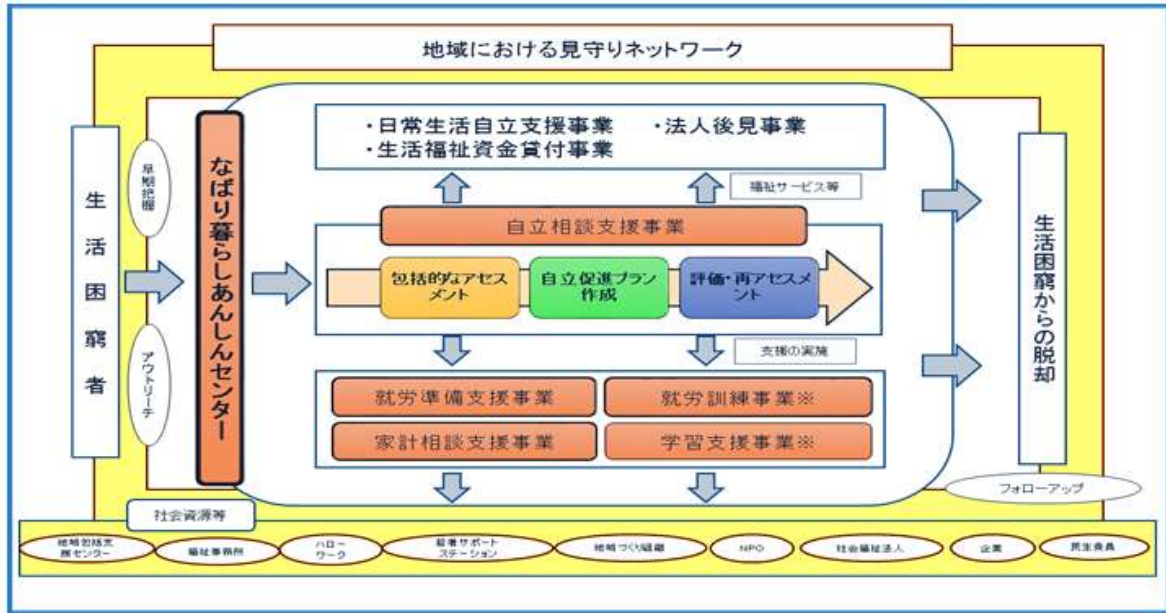 地域における見守りネットワーク
・日常生活自立支援事業 ・法人後見事業
・生活福祉資金貸付事業
福祉サービス等
生活困窮者
早期把握
アウトリーチ
なばり暮らしあんしんセンター
自立相談支援事業
包括的なアセス
メント
自立促進プラン
作成
評価・再アセスメ
ント
支援の実施
就労準備支援事業
就労訓練事業※
家計相談支援事業
学習支援事業※
生活困窮からの脱却
フォローアップ
社会資源等
地域包括支
援センター
福祉事務所
ハロー
ワーク
若者サポート
ステーション
地域づくり組織
NPO
社会福祉法人
企業
民生委員